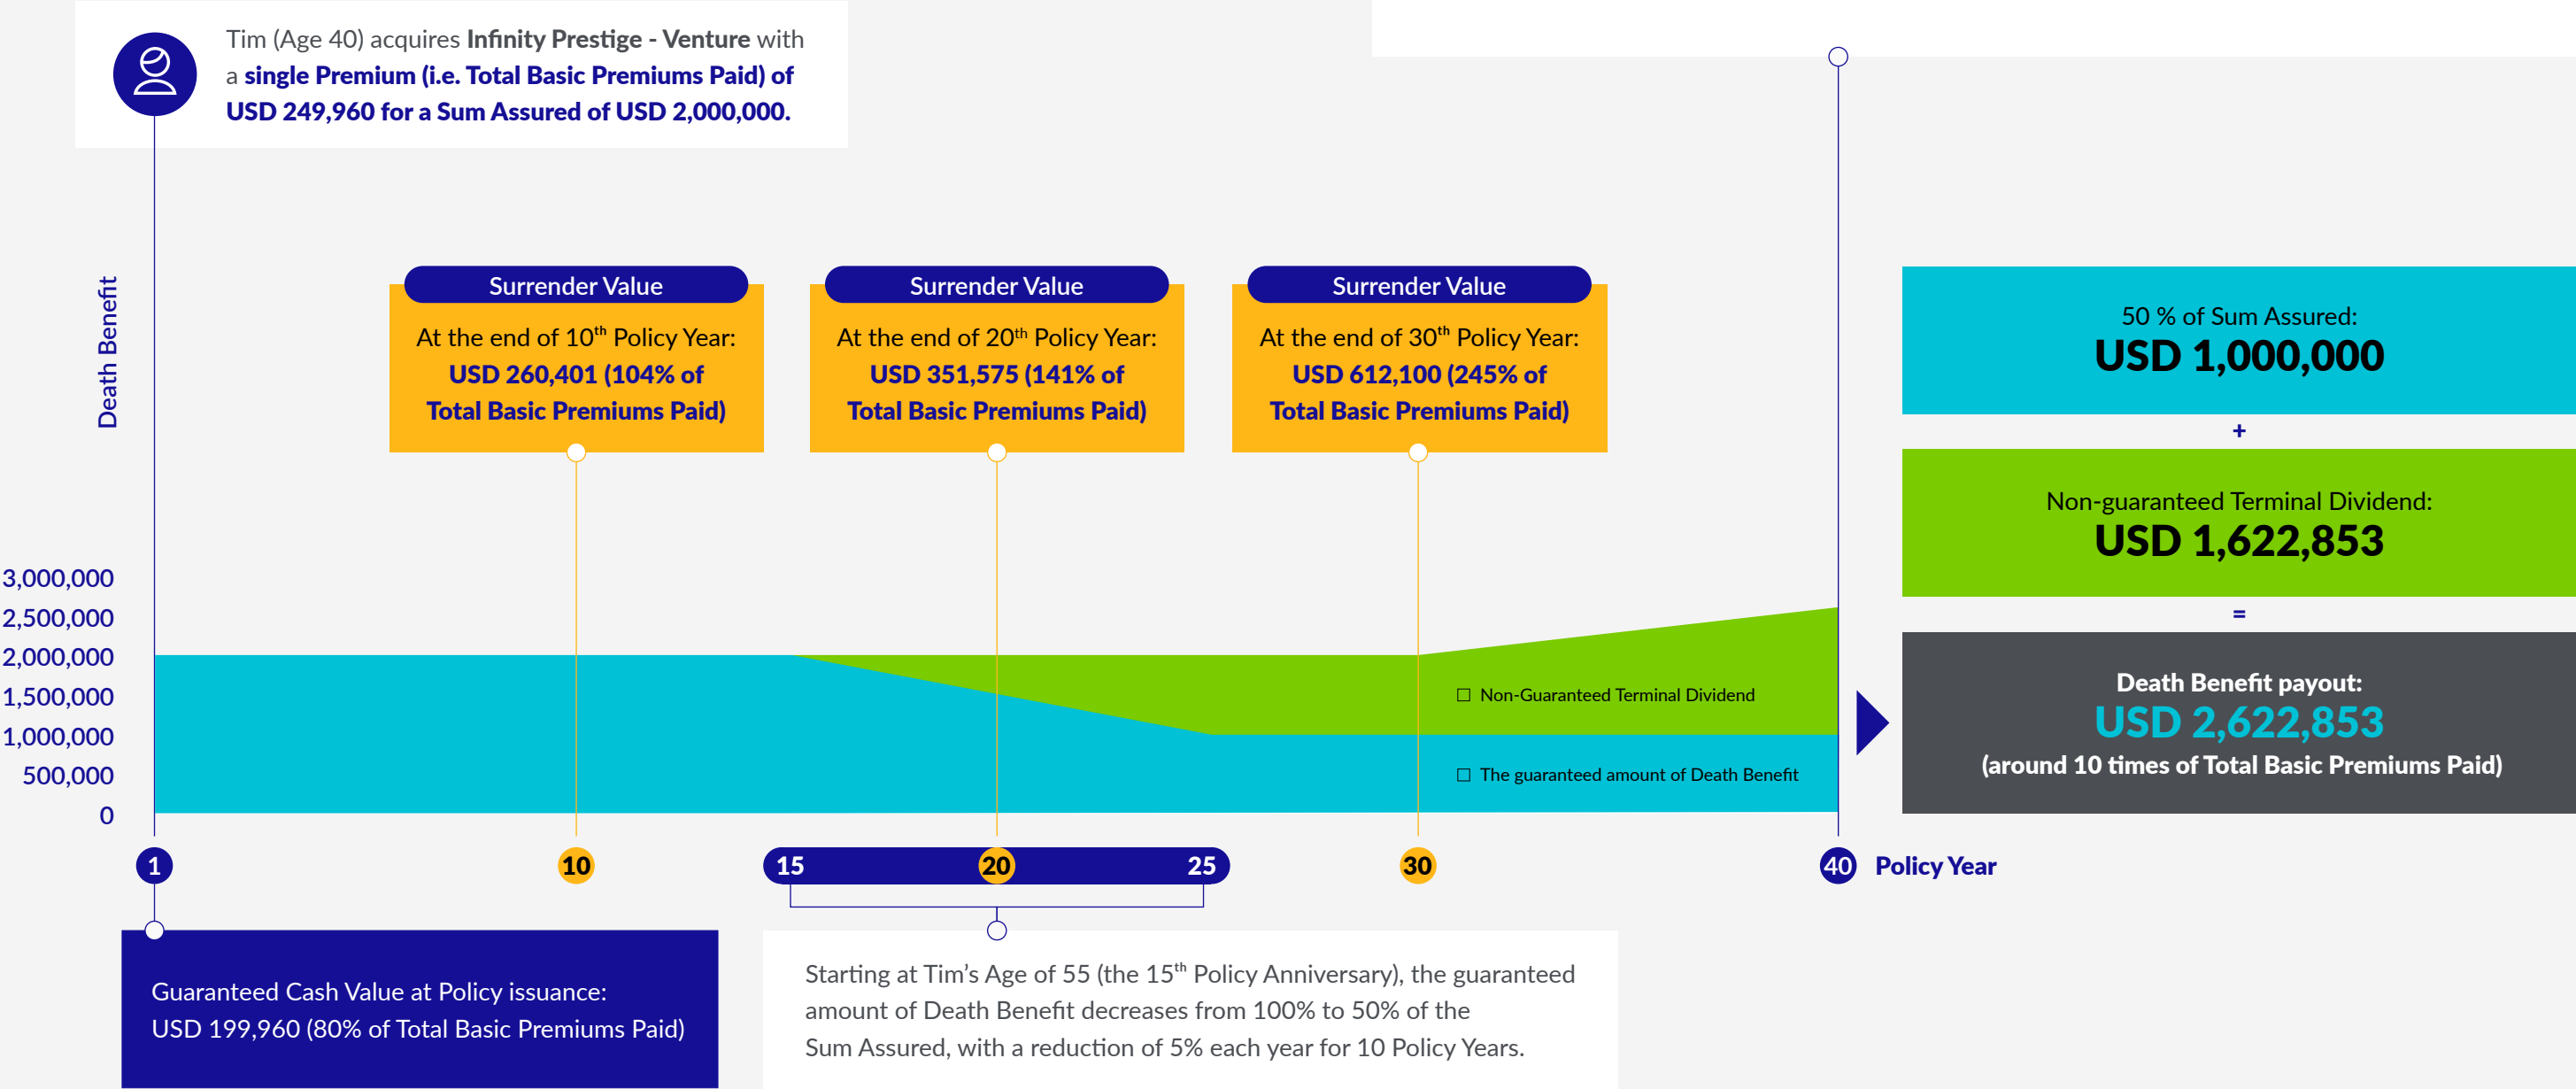 Tim (Age 40) acquires Infinity Prestige - Venture with
a single Premium (i.e. Total Basic Premiums Paid) of
USD 249,960 for a Sum Assured of USD 2,000,000.
Death Benefit
Surrender Value
At the end of 10th Policy Year:
USD 260,401 (104% of
Total Basic Premiums Paid)
Surrender Value
At the end of 20th Policy Year:
USD 351,575 (141% of
Total Basic Premiums Paid)
Surrender Value
At the end of 30th Policy Year:
USD 612,100 (245% of
Total Basic Premiums Paid)
50 % of Sum Assured:
USD 1,000,000
+
Non-guaranteed Terminal Dividend:
USD 1,622,853
=
Death Benefit payout:
USD 2,622,853
(around 10 times of Total Basic Premiums Paid)
3,000,000
2,500,000
2,000,000
1,500,000
1,000,000
500,000
0
Non-Guaranteed Terminal Dividend
The guaranteed amount of Death Benefit
1
10
15
20
25
30
40
Policy Year
Guaranteed Cash Value at Policy issuance:
USD 199,960 (80% of Total Basic Premiums Paid)
Starting at Tim’s Age of 55 (the 15th Policy Anniversary), the guaranteed
amount of Death Benefit decreases from 100% to 50% of the
Sum Assured, with a reduction of 5% each year for 10 Policy Years.